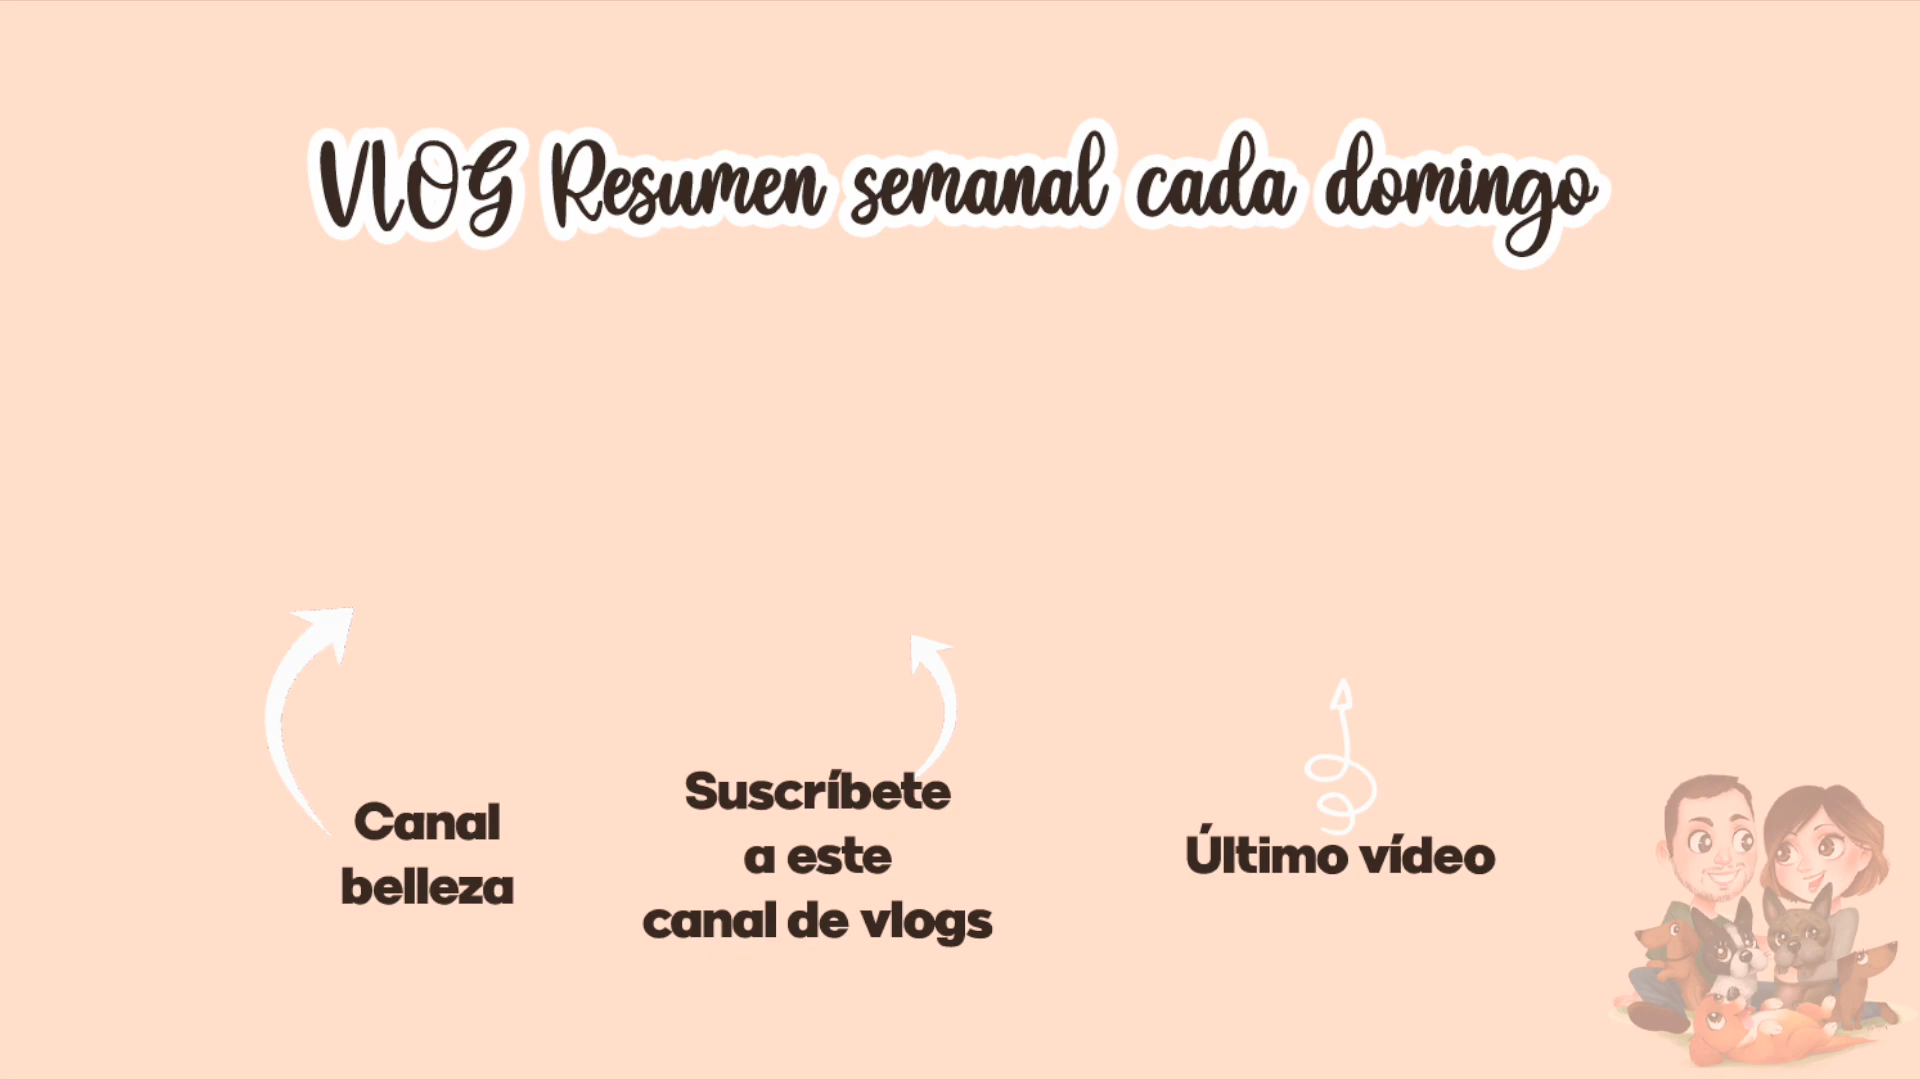 VLOG Resumen semanal cada domingo
Canal
belleza
Suscríbete
a este
canal de vlogs
Último vídeo